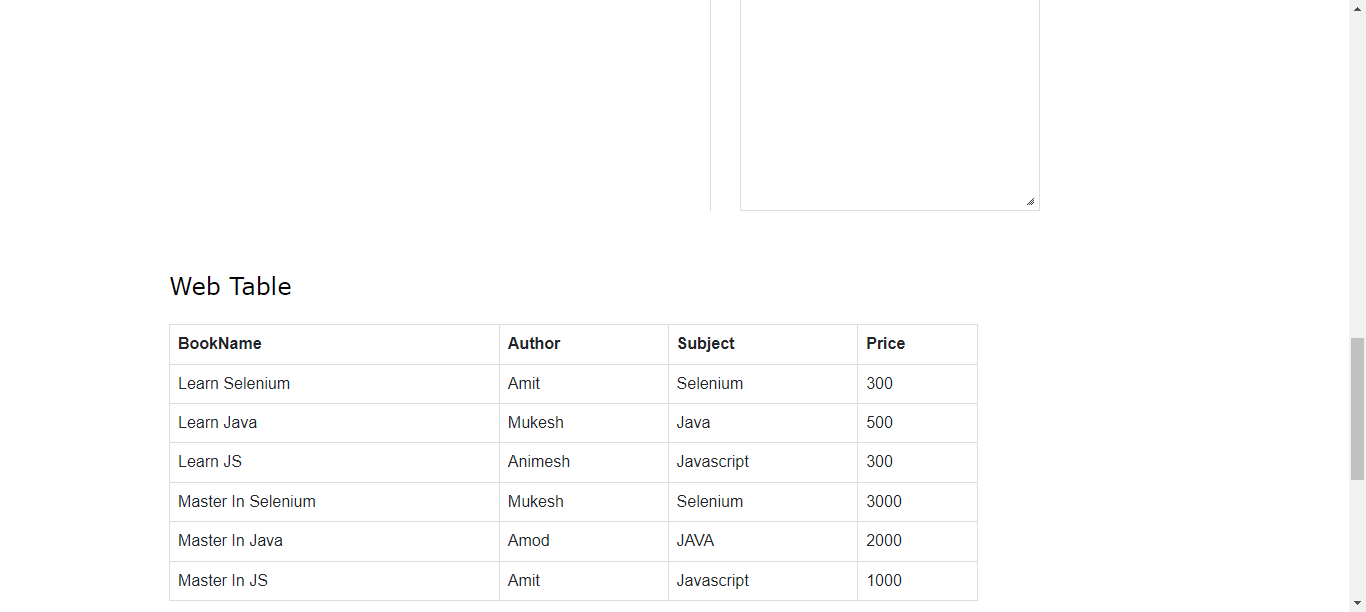 Web Table
BookName Author Subject Price
Learn Selenium Amit Selenium 300
Learn Java Mukesh Java 500
Learn JS Animesh Javascript 300
Master In Selenium Mukesh Selenium 3000
Master In Java Amod JAVA 2000
Master In JS Amit Javascript 1000